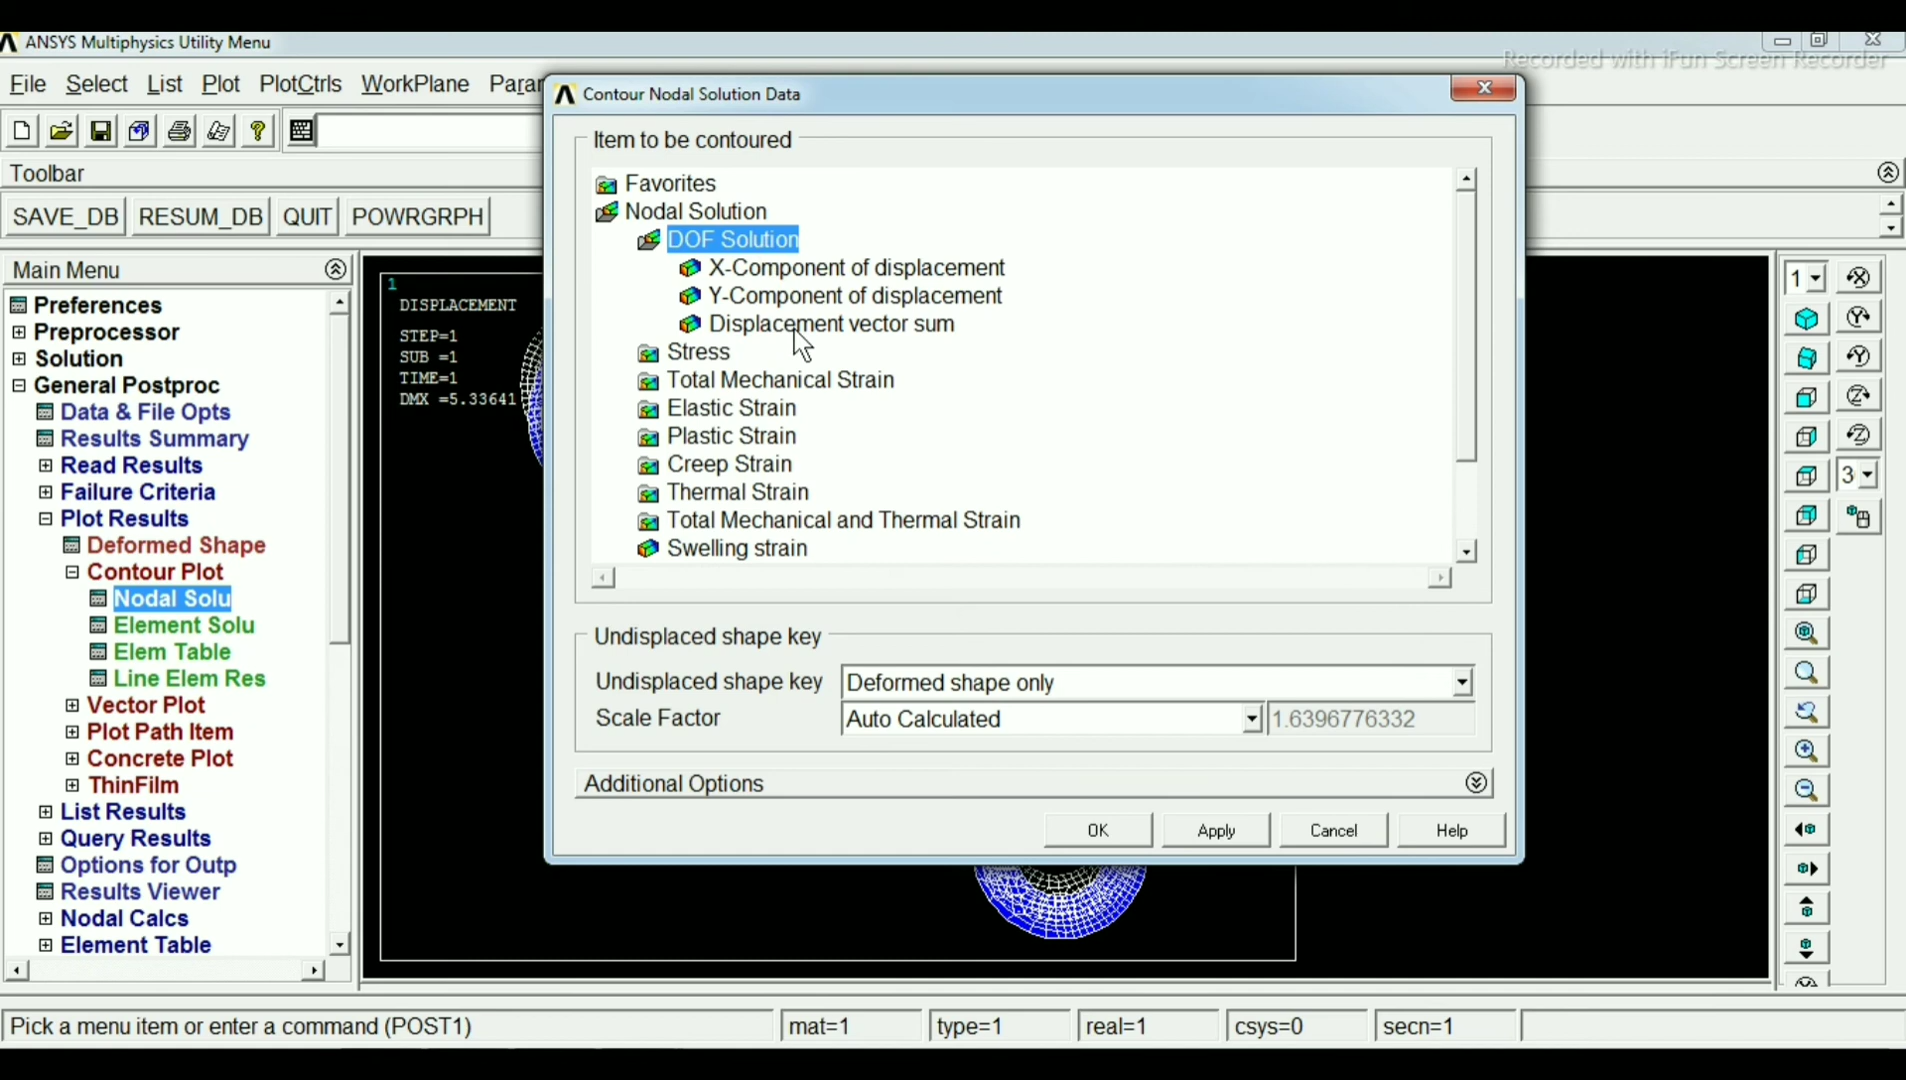 ANSYS Multiphysics Utility Menu
Recorded with iFun Screen Recorder
File Select List Plot PlotCtrls WorkPlane Parar
Toolbar
SAVE_DB RESUM_DB QUIT POWRGRPH
Main Menu
Preferences
Preprocessor
Solution
General Postproc
Data & File Opts
Results Summary
Read Results
Failure Criteria
Plot Results
Deformed Shape
Contour Plot
Nodal Solu
Element Solu
Elem Table
Line Elem Res
Vector Plot
Plot Path Item
Concrete Plot
ThinFilm
List Results
Query Results
Options for Outp
Results Viewer
Nodal Calcs
Element Table
1
DISPLACEMENT
STEP=1
SUB =1
TIME=1
DMX =5.33641
Contour Nodal Solution Data
Item to be contoured
Favorites
Nodal Solution
DOF Solution
X-Component of displacement
Y-Component of displacement
Displacement vector sum
Stress
Total Mechanical Strain
Elastic Strain
Plastic Strain
Creep Strain
Thermal Strain
Total Mechanical and Thermal Strain
Swelling strain
Undisplaced shape key
Undisplaced shape key Deformed shape only
Scale Factor Auto Calculated 1.6396776332
Additional Options
OK Apply Cancel Help
1
3
Pick a menu item or enter a command (POST1) mat=1 type=1 real=1 csys=0 secn=1